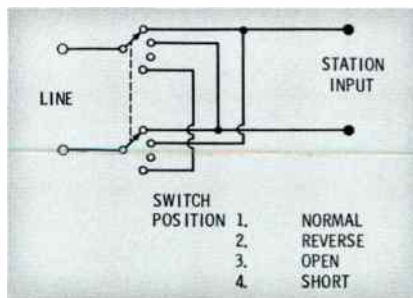 STATION
INPUT
LINE
SWITCH
POSITION 1. NORMAL
2. REVERSE
3. OPEN
4. SHORT